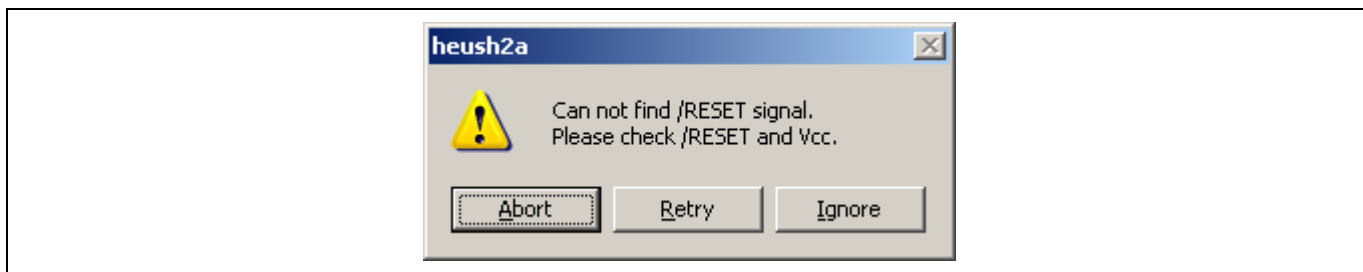 heush2a
Can not find /RESET signal.
Please check /RESET and Vcc.
Abort
Retry
Ignore